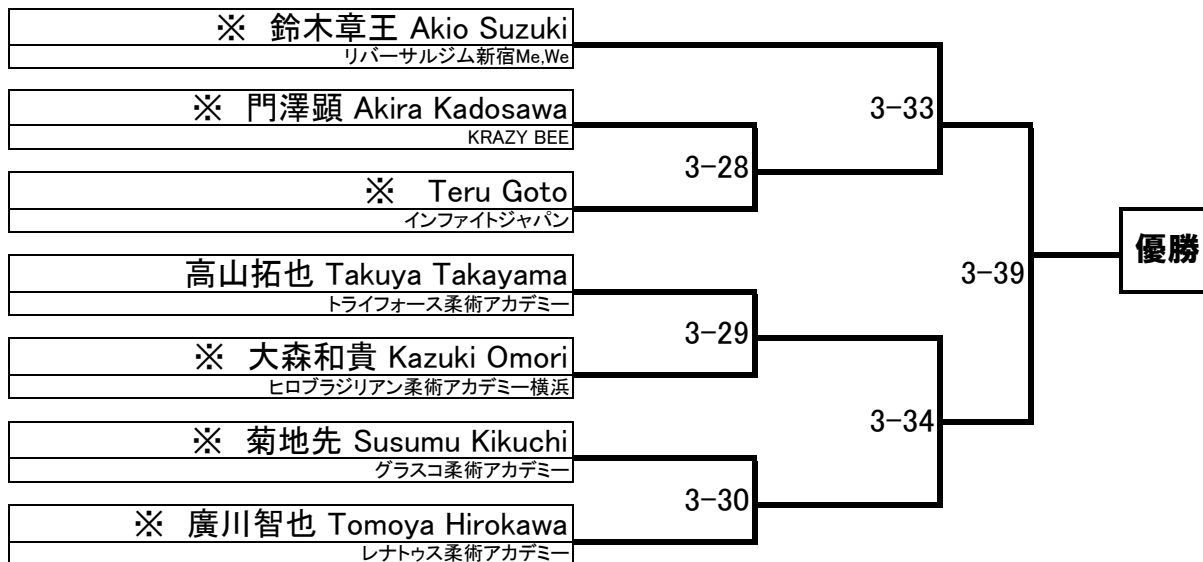 ※ 鈴木章王 Akio Suzuki
リバーサルジム新宿Me,We
※ 門澤顕 Akira Kadosawa
KRAZY BEE
※ Teru Goto
インファイトジャパン
高山拓也 Takuya Takayama
トライフォース柔術アカデミー
※ 大森和貴 Kazuki Omori
ヒロブラジリアン柔術アカデミー横浜
※ 菊地先 Susumu Kikuchi
グラスコ柔術アカデミー
※ 廣川智也 Tomoya Hirokawa
レナトゥス柔術アカデミー
3-28
3-29
3-30
3-33
3-34
3-39
優勝